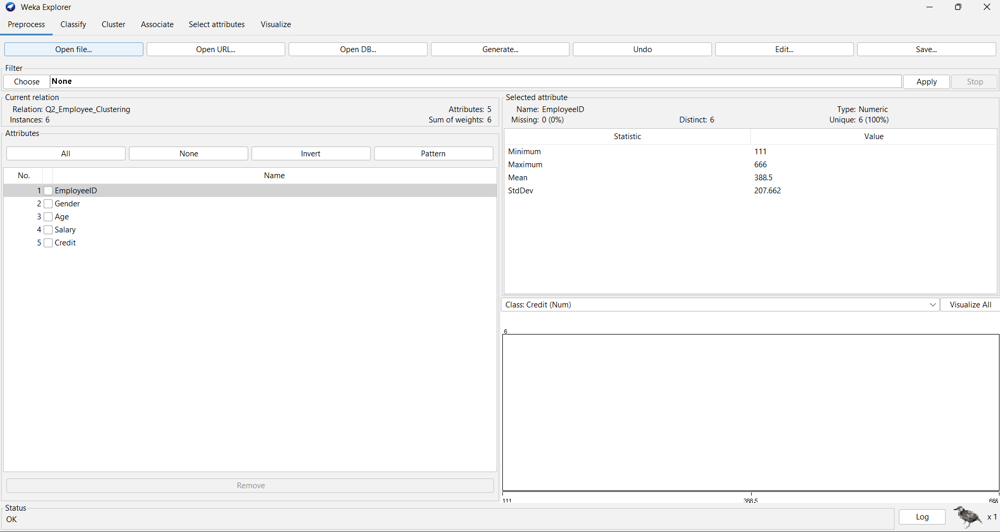 Weka Explorer
Preprocess Classify Cluster Associate Select attributes Visualize
Open file... Open URL... Open DB... Generate... Undo Edit... Save...
Filter
Choose None Apply Stop
Current relation
Relation: Q2_Employee_Clustering Attributes: 5
Instances: 6 Sum of weights: 6
Attributes
All None Invert Pattern
No. Name
1 EmployeeID
2 Gender
3 Age
4 Salary
5 Credit
Remove
Selected attribute
Name: EmployeeID Type: Numeric
Missing: 0 (0%) Distinct: 6 Unique: 6 (100%)
Statistic Value
Minimum 111
Maximum 666
Mean 388.5
StdDev 207.662
Class: Credit (Num) Visualize All
6
111 388.5 666
Status
OK
Log x 1